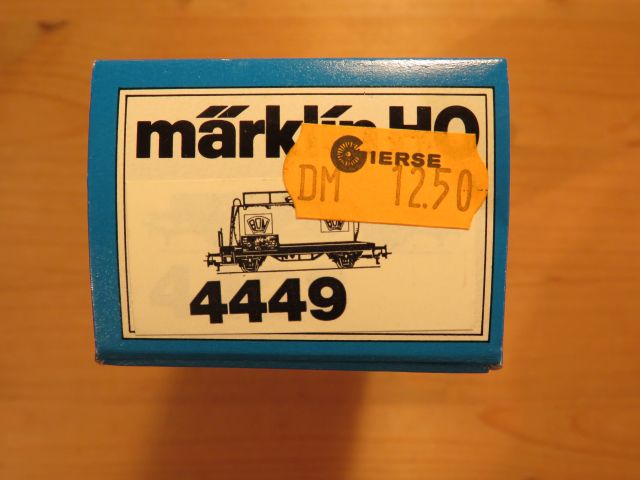 märklin HO
GIERSE
DM 12.50
4449